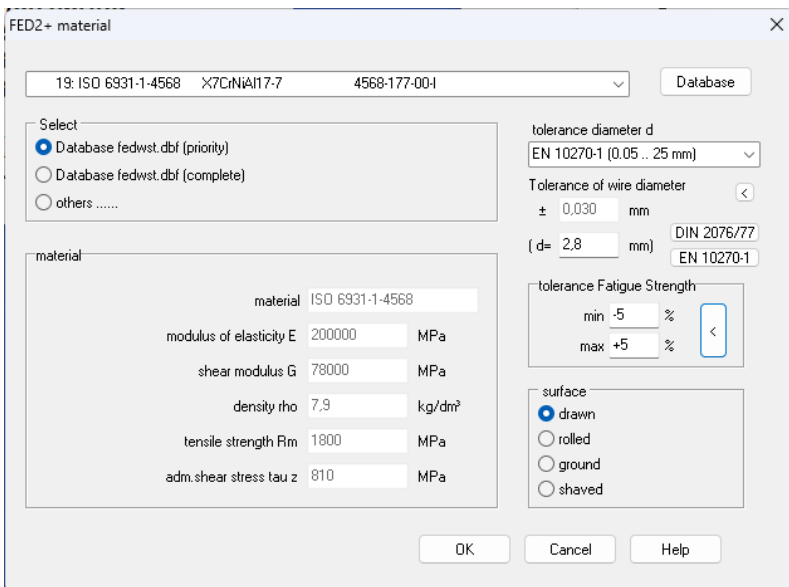 FED2+ material
19: ISO 6931-1-4568 X7CrNiAl17-7 4568-177-00-I
Database
Select
Database fedwst.dbf (priority)
Database fedwst.dbf (complete)
others ......
tolerance diameter d
EN 10270-1 (0.05 .. 25 mm)
Tolerance of wire diameter
<
± 0,030 mm
( d= 2,8 mm)
DIN 2076/77
EN 10270-1
material
material ISO 6931-1-4568
modulus of elasticity E 200000 MPa
shear modulus G 78000 MPa
density rho 7,9 kg/dm³
tensile strength Rm 1800 MPa
adm.shear stress tau z 810 MPa
tolerance Fatigue Strength
min -5 %
max +5 %
<
surface
drawn
rolled
ground
shaved
OK Cancel Help